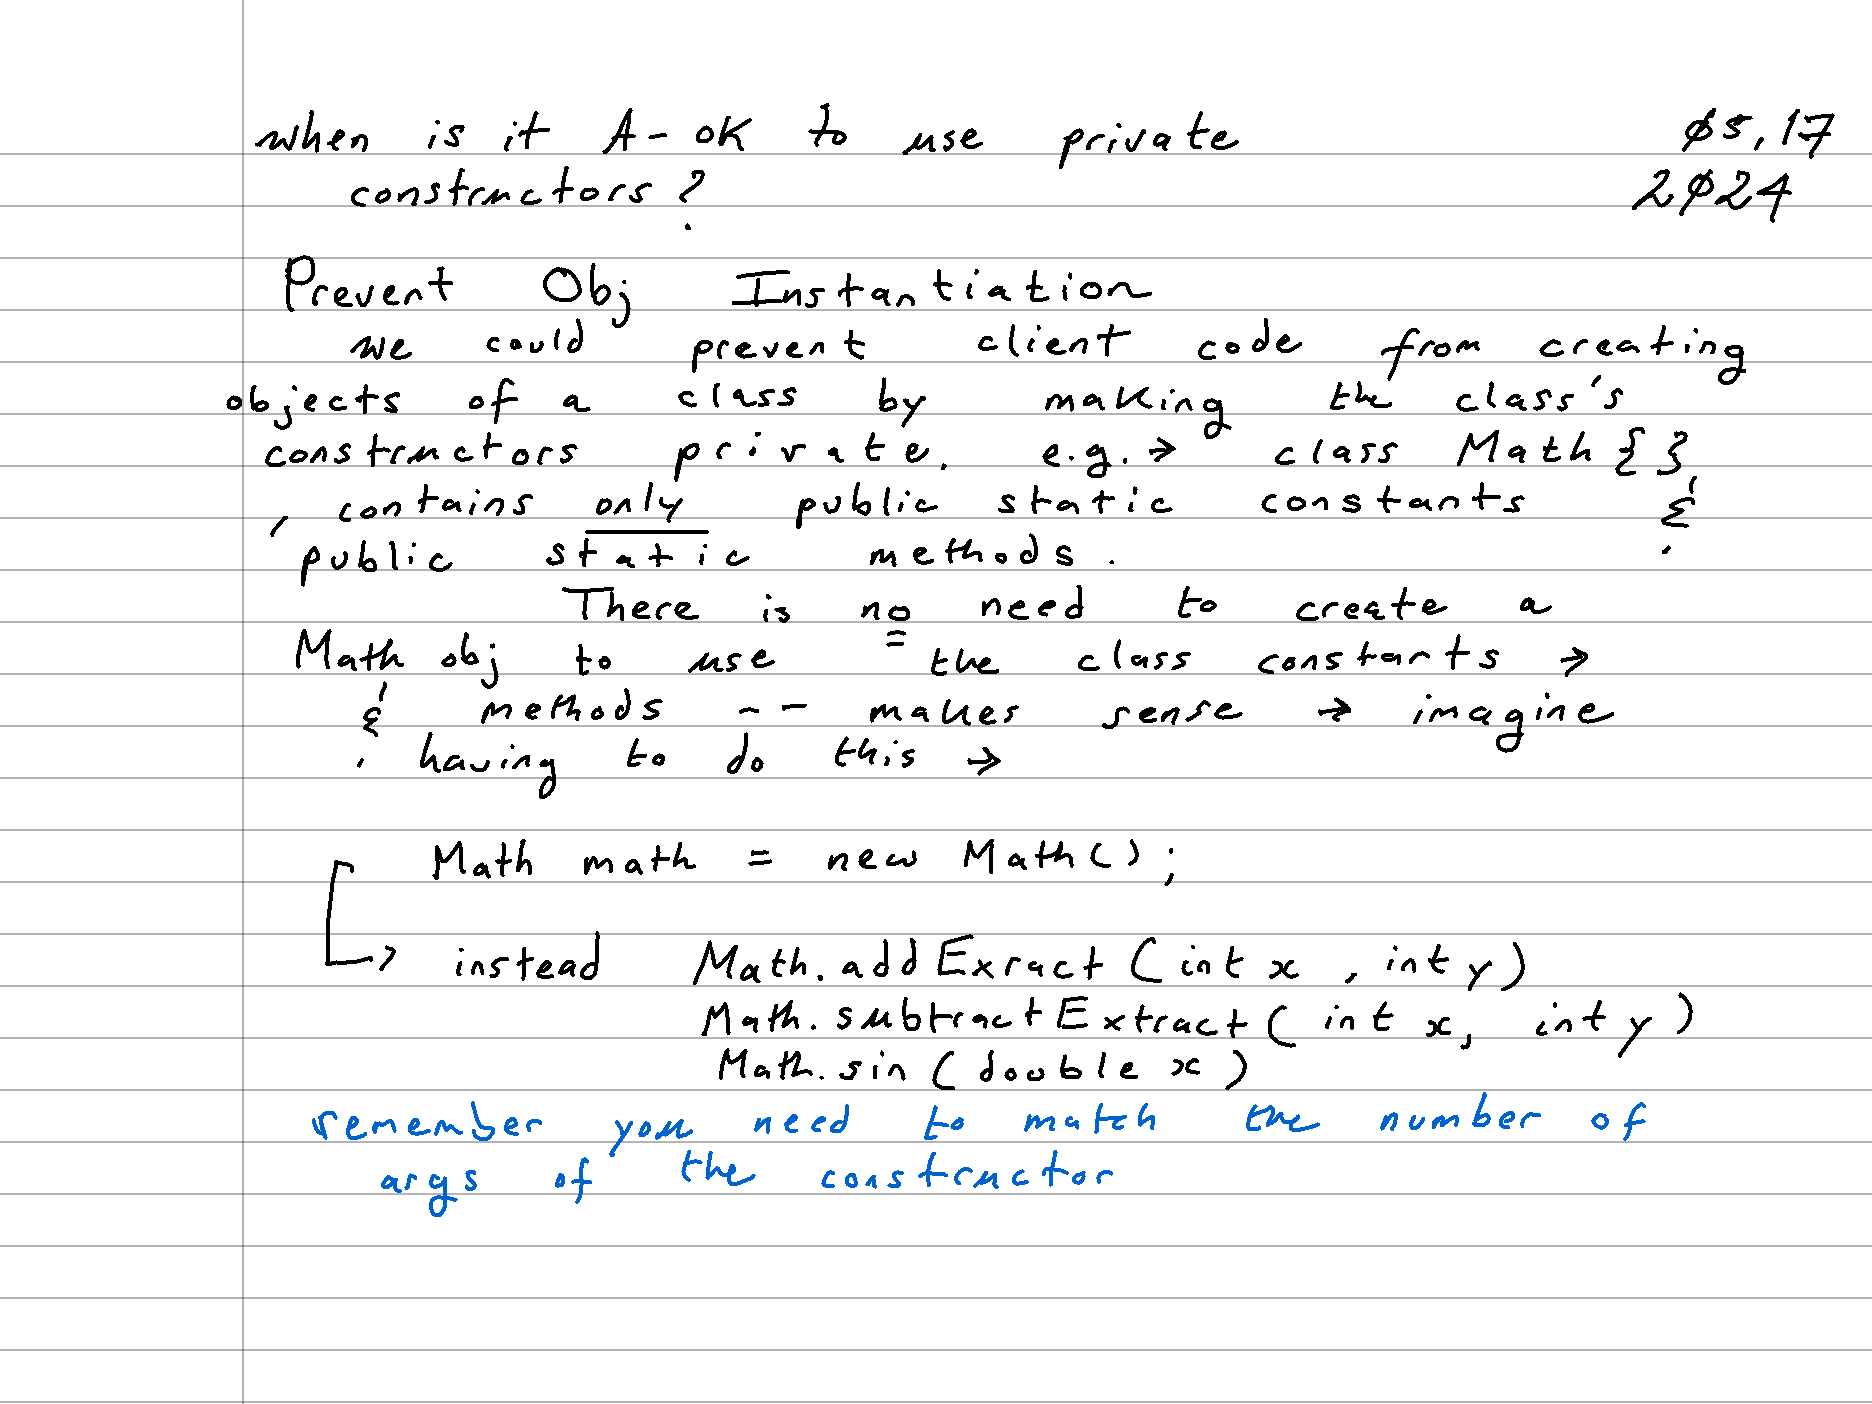 when is it A-OK to use private
constructors?
05,17
2024
Prevent Obj Instantiation
we could prevent client code from creating
objects of a class by making the class's
constructors private. e.g. → class Math {}
, contains only public static constants &
public static methods.
There is no need to create a
Math obj to use the class constants →
& methods -- makes sense → imagine
having to do this →
Math math = new Math();
↳ instead Math.addExract (int x, int y)
Math.subtractExtract (int x, int y)
Math.sin (double x)
remember you need to match the number of
args of the constructor